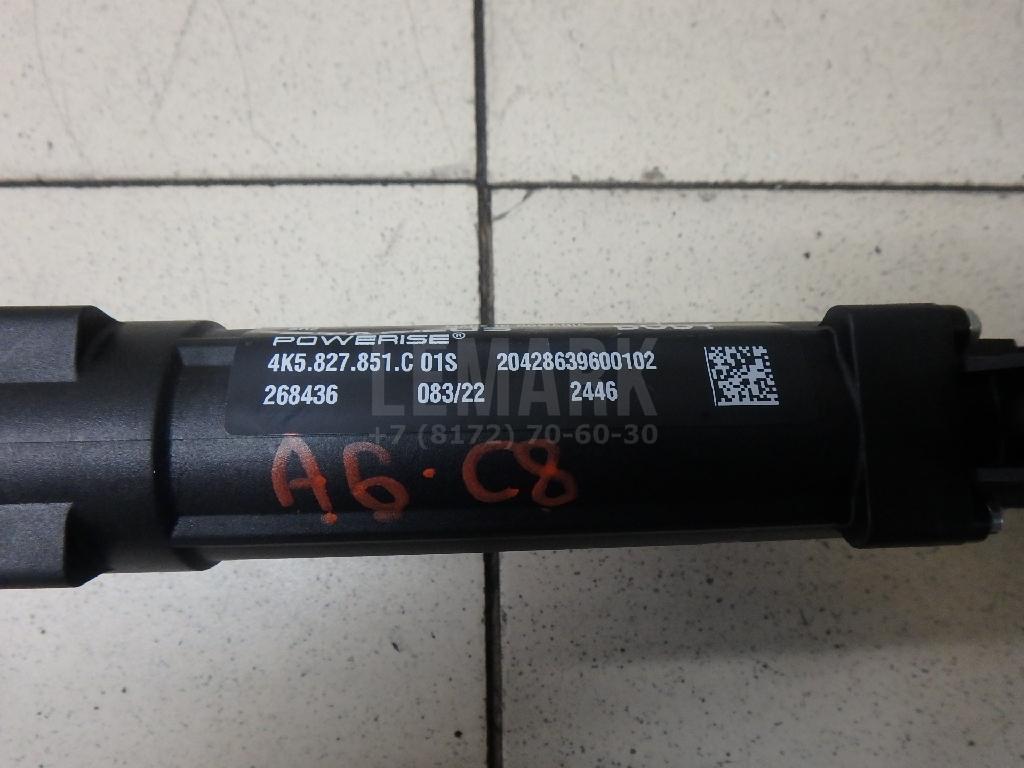 POWERISE®
4K5.827.851.C 01S 20428639600102
268436 083/22 2446
LEMARK
+7 (8172) 70-60-30
A6·C8